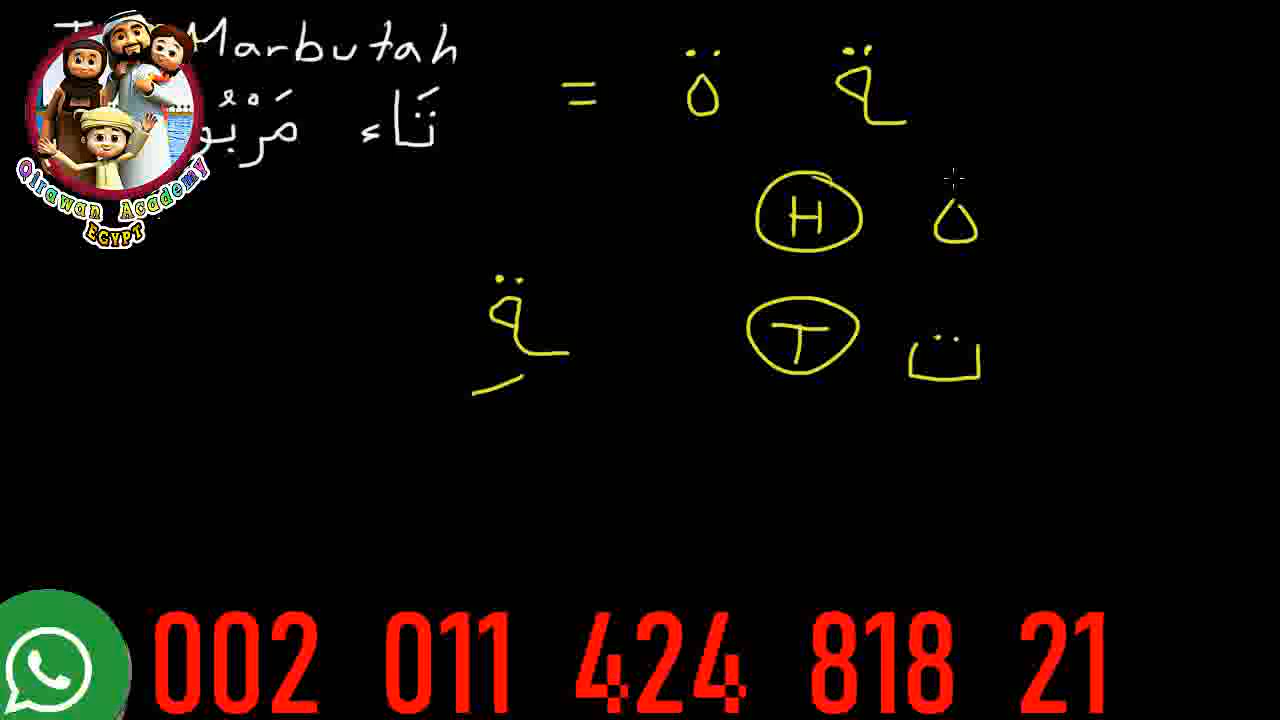 Marbutah
تَاء مَرْبُو
= ة ـة
H ه
ـة
T ت
Qirawan Academy
EGYPT
002 011 424 818 21